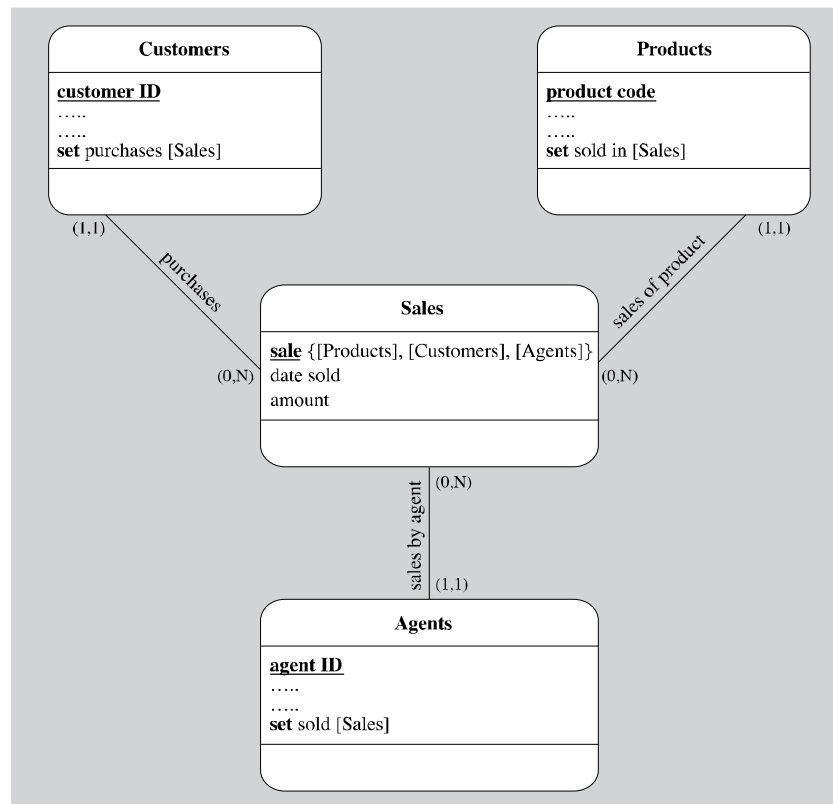 Customers
customer ID
.....
.....
set purchases [Sales]
Products
product code
.....
.....
set sold in [Sales]
(1,1)
(1,1)
purchases
sales of product
Sales
sale {[Products], [Customers], [Agents]}
date sold
amount
(0,N)
(0,N)
(0,N)
sales by agent
(1,1)
Agents
agent ID
.....
.....
set sold [Sales]